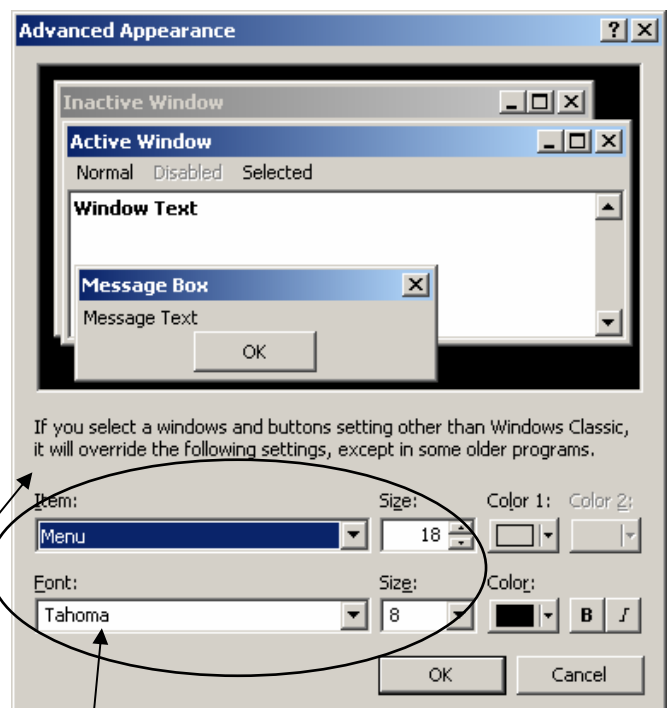 Advanced Appearance
Inactive Window
Active Window
Normal Disabled Selected
Window Text
Message Box
Message Text
OK
If you select a windows and buttons setting other than Windows Classic,
it will override the following settings, except in some older programs.
Item: Size: Color 1: Color 2:
Menu 18
Font: Size: Color:
Tahoma 8 B I
OK Cancel